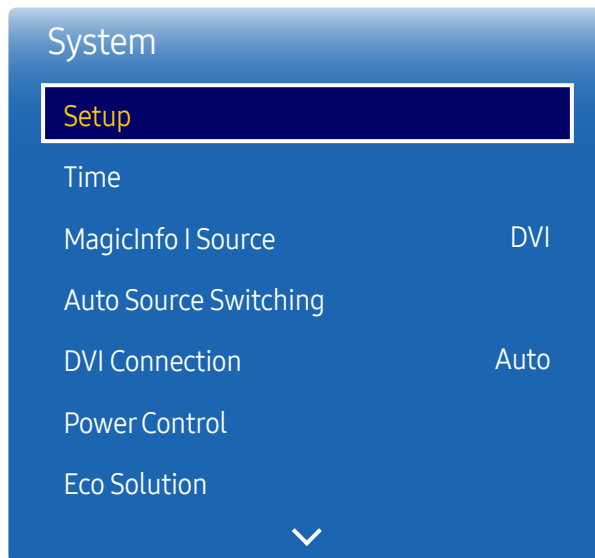 System
Setup
Time
MagicInfo I Source DVI
Auto Source Switching
DVI Connection Auto
Power Control
Eco Solution